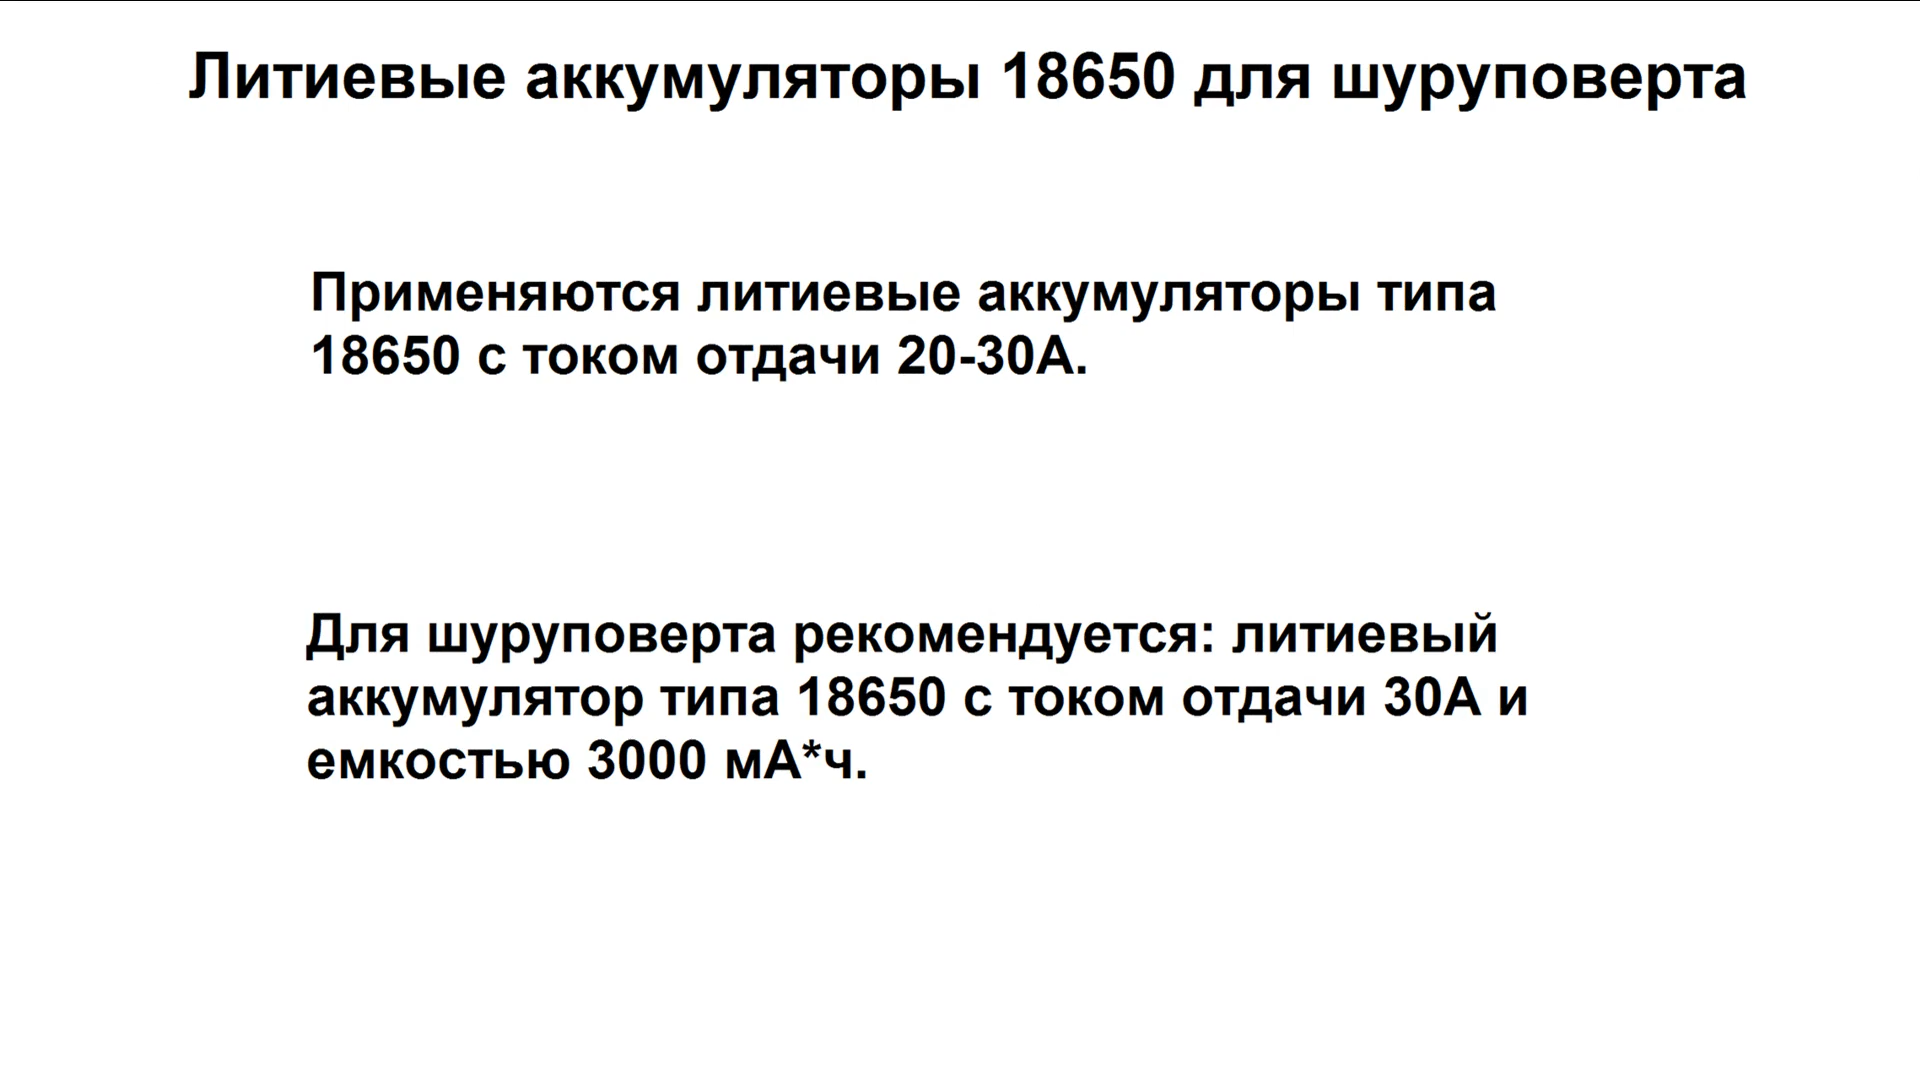 Литиевые аккумуляторы 18650 для шуруповерта
Применяются литиевые аккумуляторы типа
18650 с током отдачи 20-30А.
Для шуруповерта рекомендуется: литиевый
аккумулятор типа 18650 с током отдачи 30А и
емкостью 3000 мА*ч.